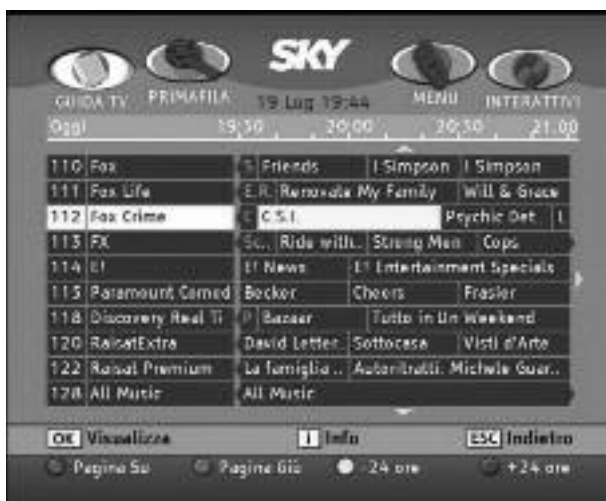 SKY
GUIDA TV PRIMAFILA 19 Lug 19:44 MENU INTERATTIVI
Oggi 19:30 20:00 20:30 21:00
110 Fox S Friends I Simpson I Simpson
111 Fox Life E.R. Renovate My Family Will & Grace
112 Fox Crime C C.S.I. Psychic Det I.
113 FX Sc.. Ride with.. Strong Men Cops
114 E! E! News E! Entertainment Specials
115 Paramount Comed Becker Cheers Frasier
118 Discovery Real Ti P Bazaar Tutto in Un Weekend
120 RaisatExtra David Letter. Sottocasa Visti d'Arte
122 Raisat Premium La famiglia .. Autoritratti: Michele Guar..
128 All Music All Music
OK Visualizza i Info ESC Indietro
Pagina Su Pagina Giù -24 ore +24 ore